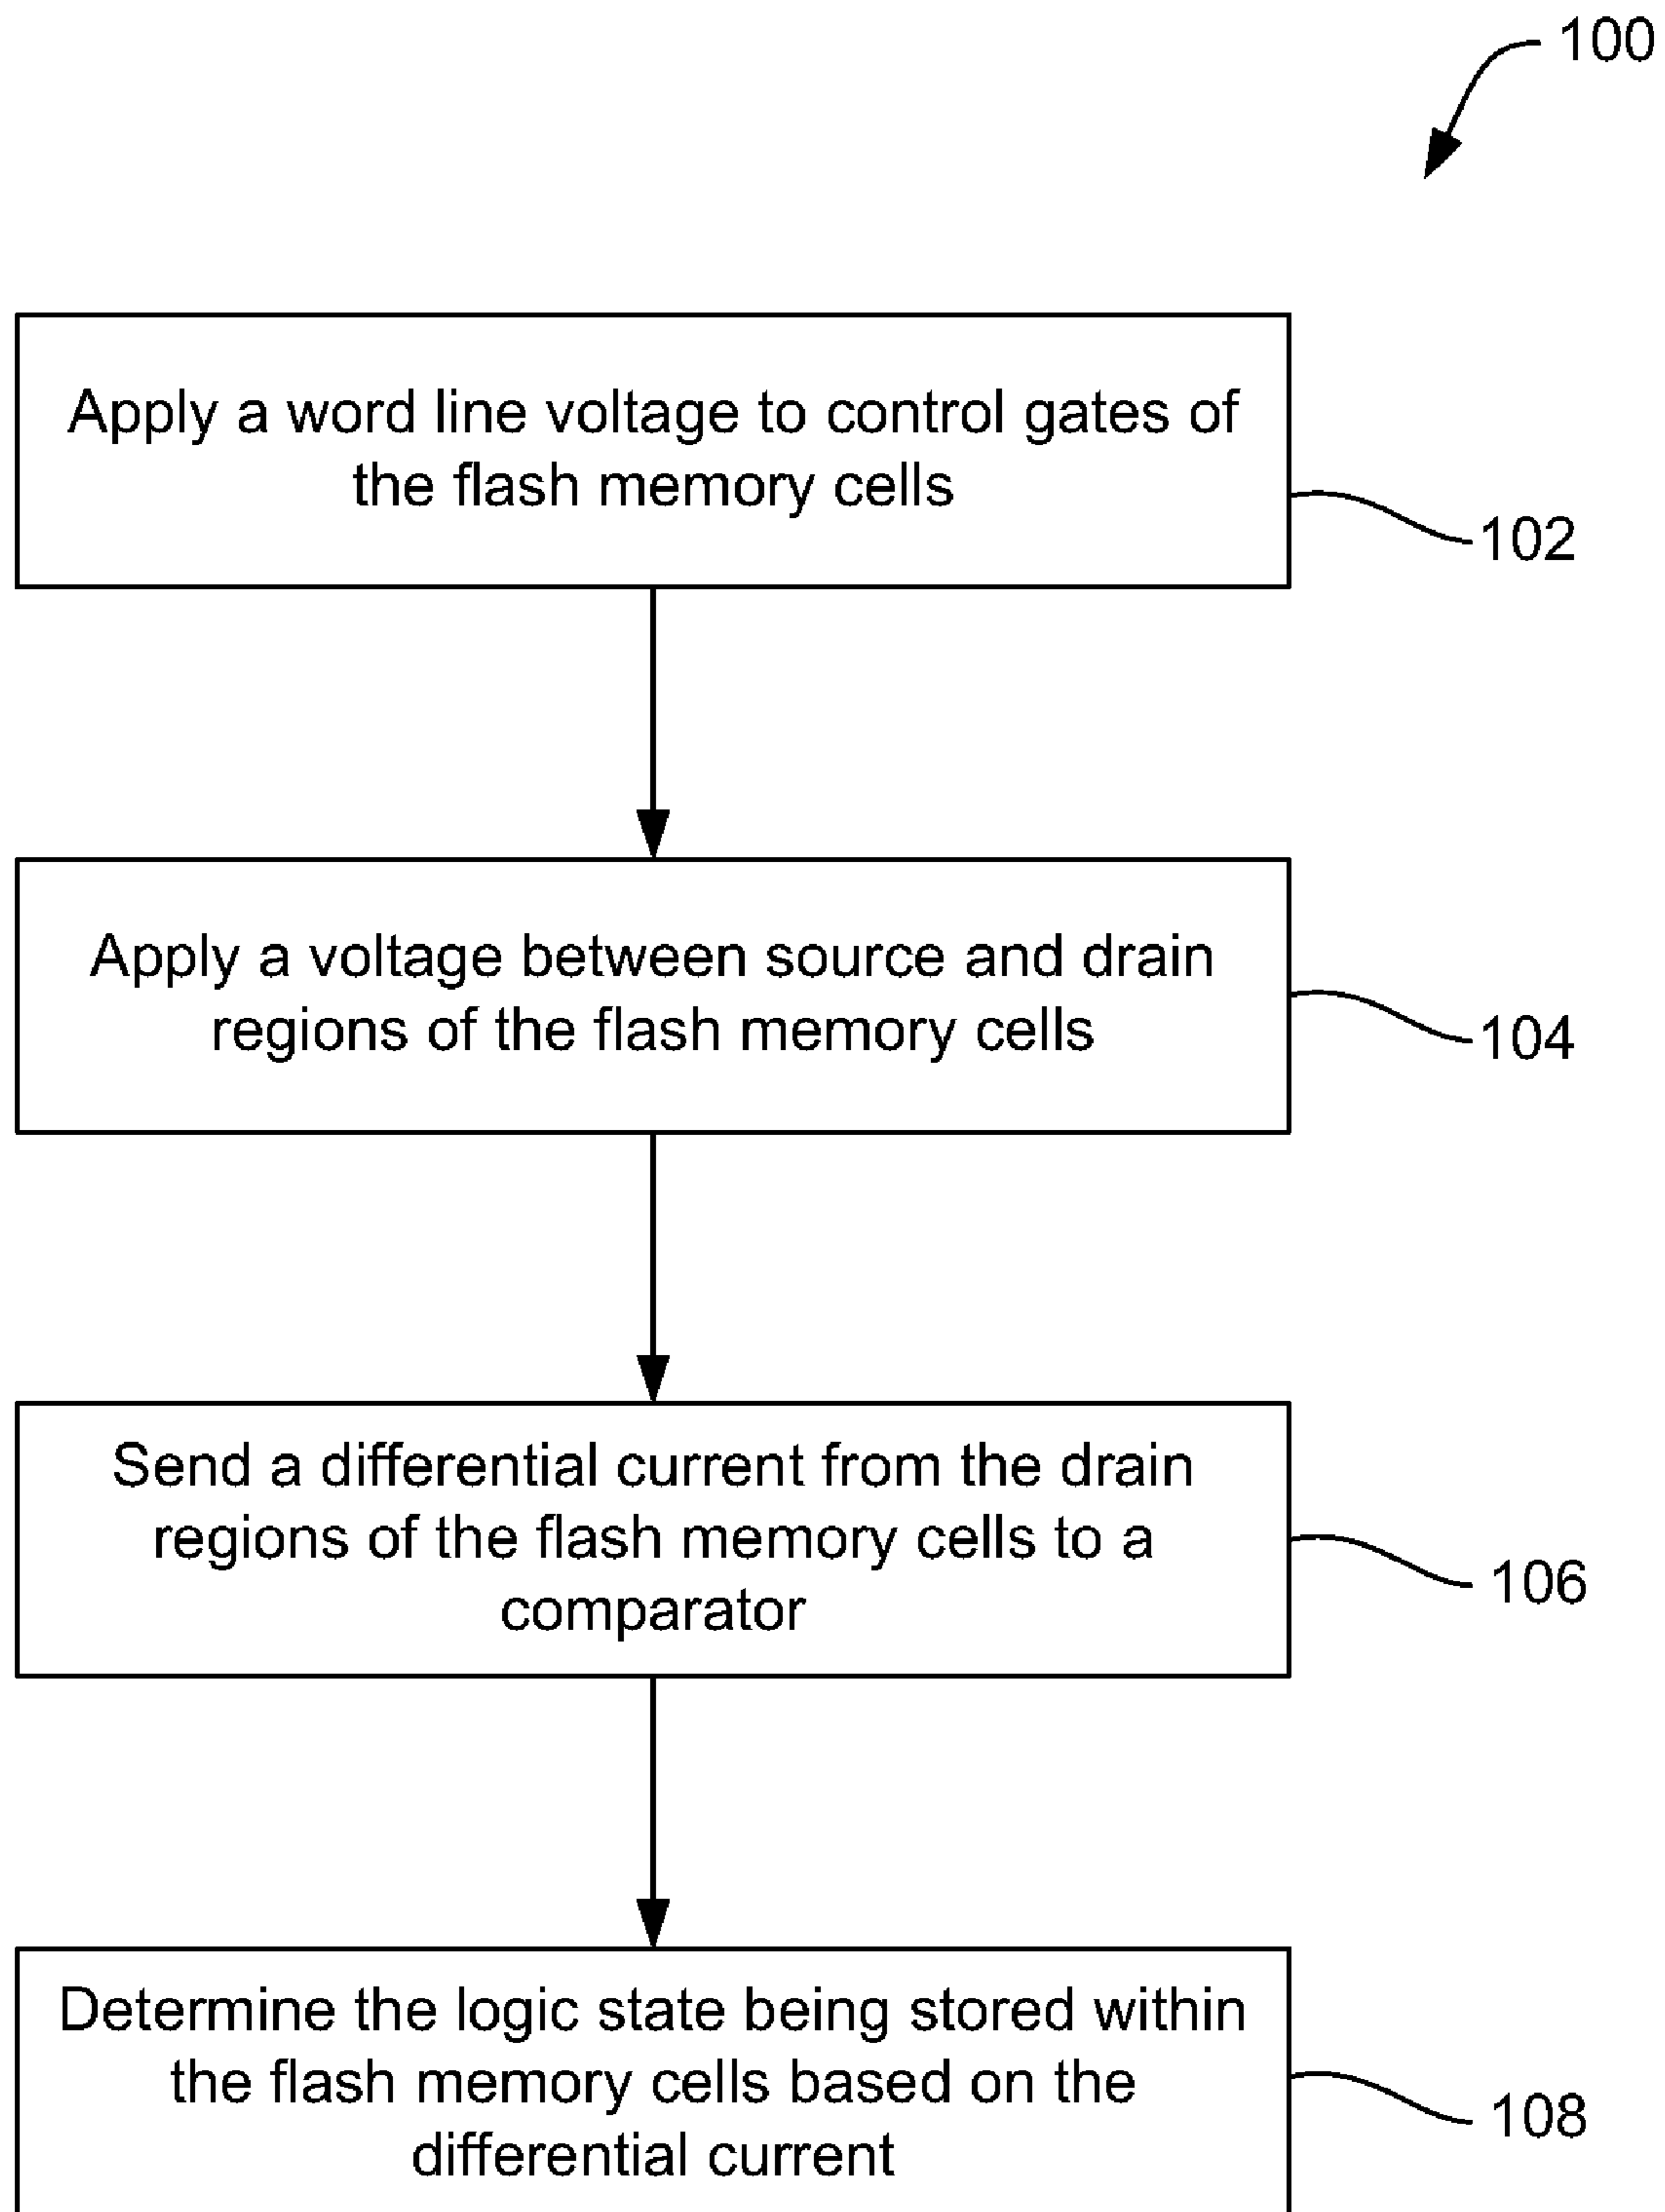 100
Apply a word line voltage to control gates of
the flash memory cells
102
Apply a voltage between source and drain
regions of the flash memory cells
104
Send a differential current from the drain
regions of the flash memory cells to a
comparator
106
Determine the logic state being stored within
the flash memory cells based on the
differential current
108